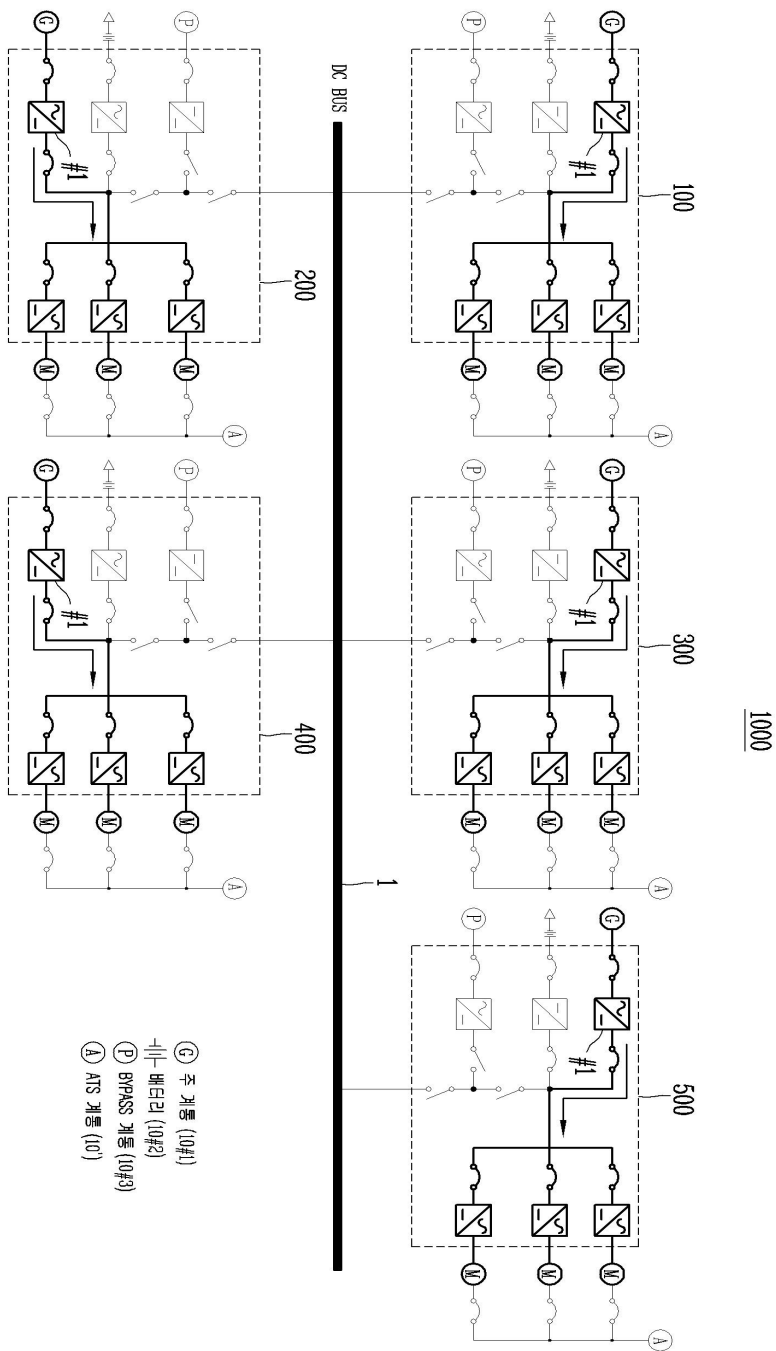 1000
100
300
500
G
G
G
#1
#1
#1
P
P
P
M
M
M
M
M
M
M
M
M
A
A
A
DC BUS
1
200
400
P
P
G
G
#1
#1
M
M
M
M
M
M
A
A
G 주 계통 (10#1)
배터리 (10#2)
P BYPASS 계통 (10#3)
A ATS 계통 (10')